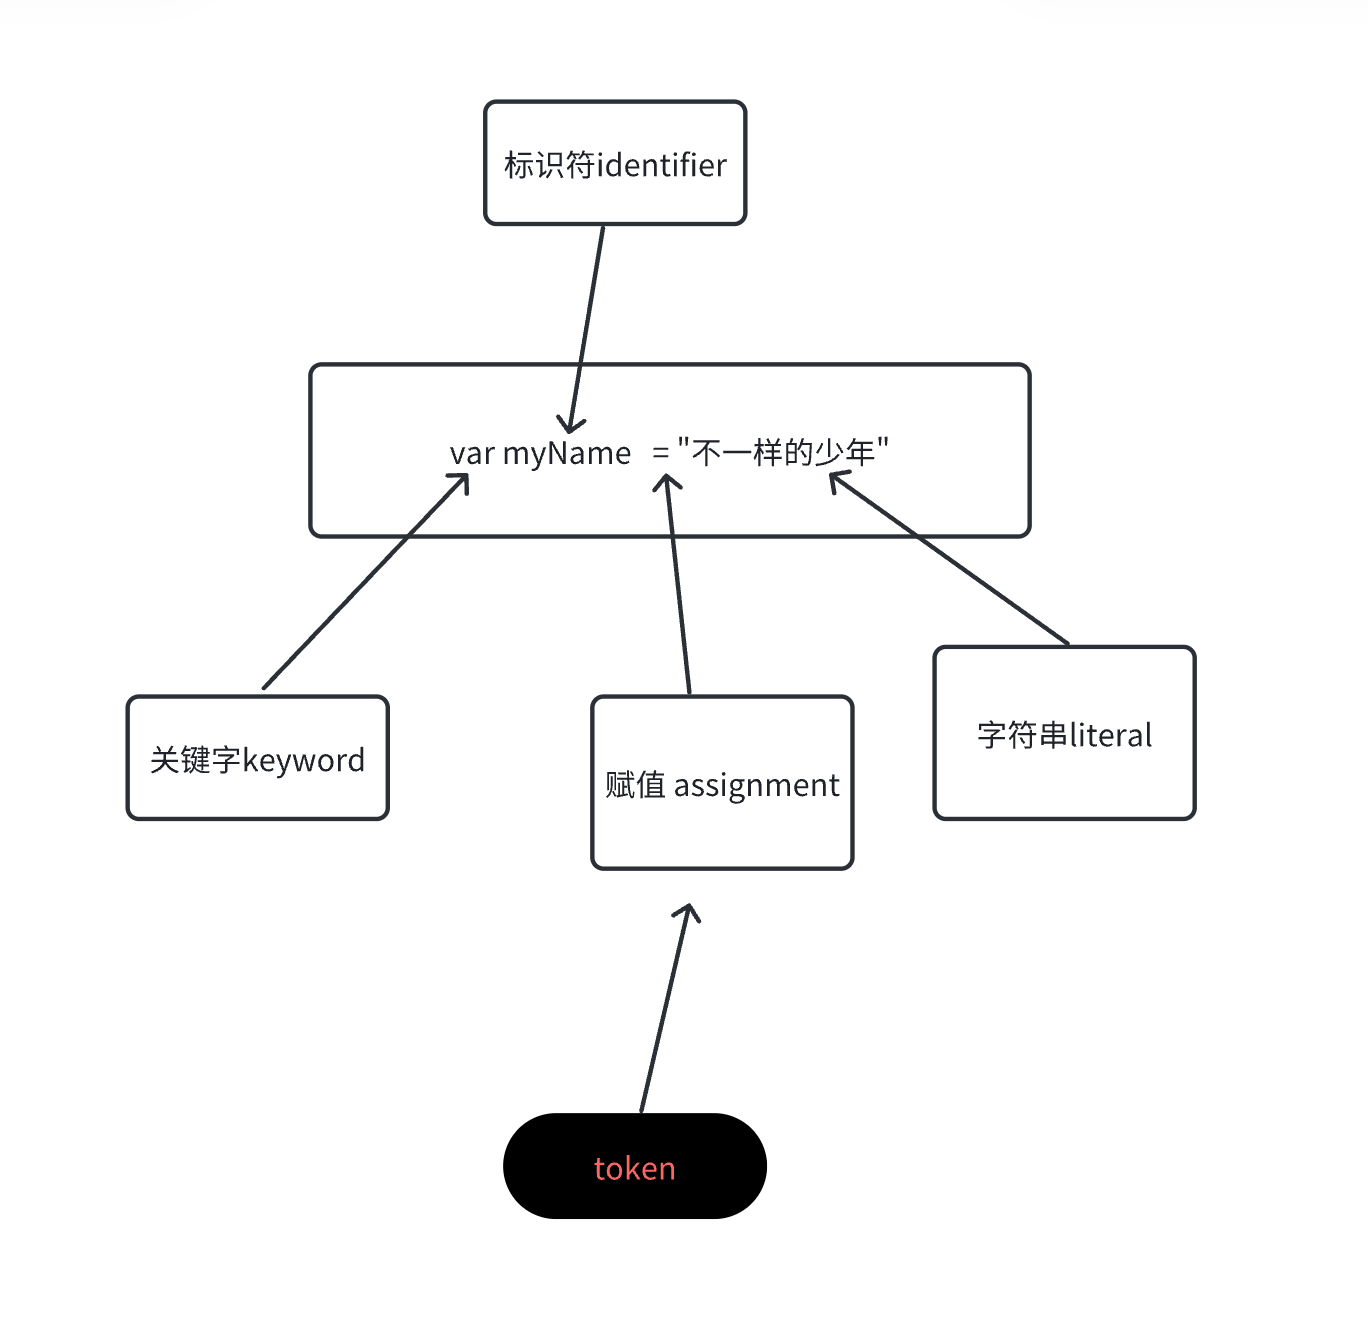 标识符identifier
var myName = "不一样的少年"
关键字keyword
赋值 assignment
字符串literal
token